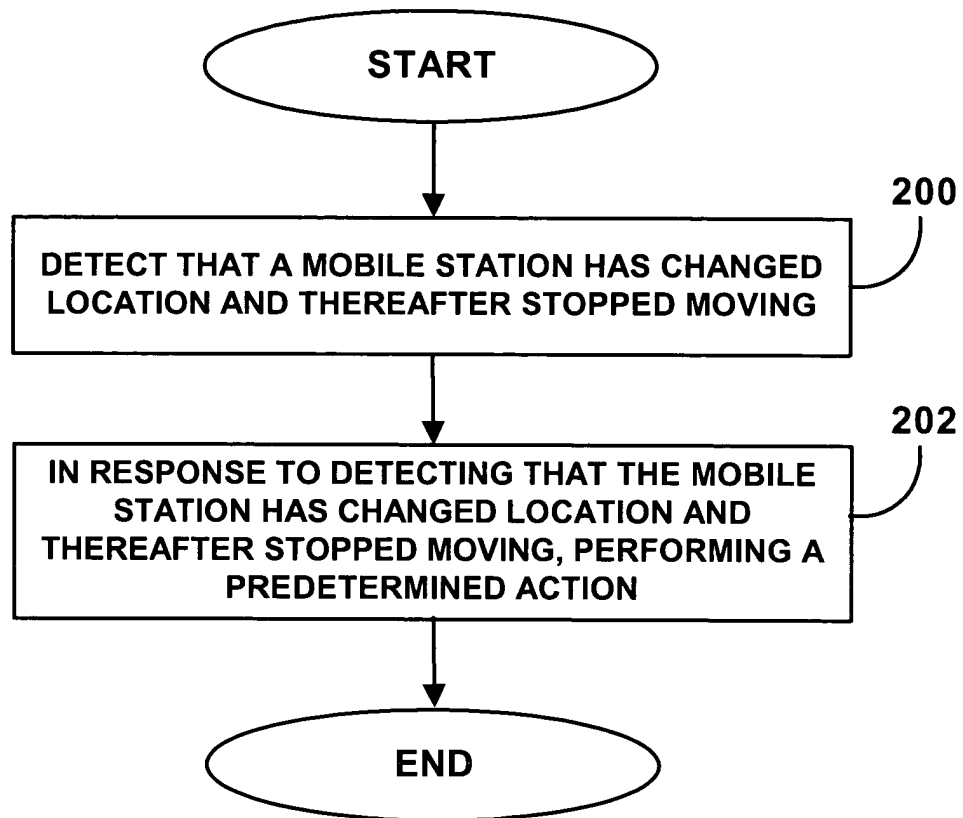 START
200
DETECT THAT A MOBILE STATION HAS CHANGED
LOCATION AND THEREAFTER STOPPED MOVING
202
IN RESPONSE TO DETECTING THAT THE MOBILE
STATION HAS CHANGED LOCATION AND
THEREAFTER STOPPED MOVING, PERFORMING A
PREDETERMINED ACTION
END